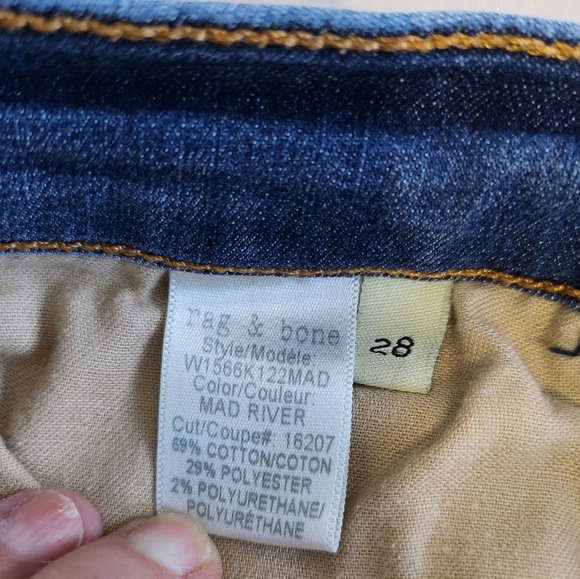 rag & bone
Style/Modèle:
W1566K122MAD
Color/Couleur:
MAD RIVER
Cut/Coupe#: 16207
69% COTTON/COTON
29% POLYESTER
2% POLYURETHANE/
POLYURÉTHANE
28